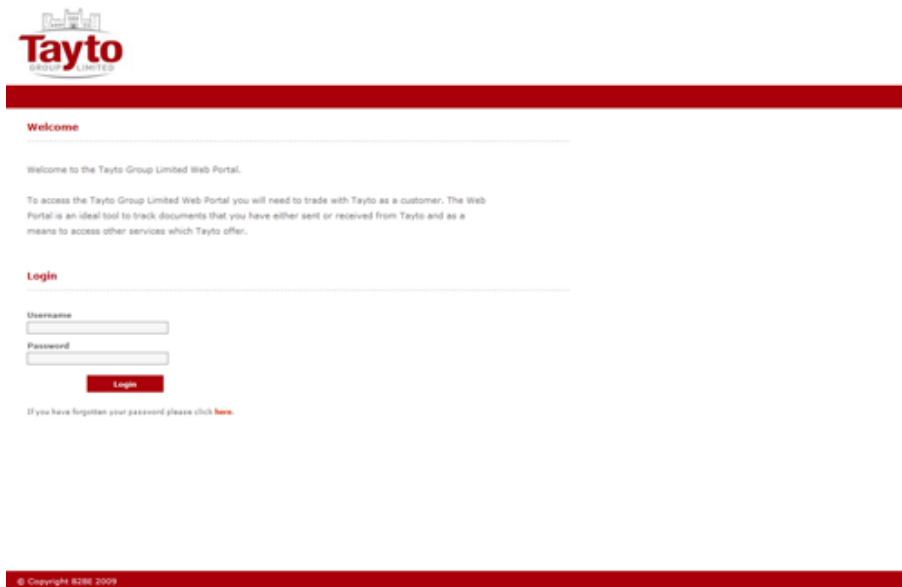 Tayto
GROUP LIMITED
Welcome
Welcome to the Tayto Group Limited Web Portal.
To access the Tayto Group Limited Web Portal you will need to trade with Tayto as a customer. The Web
Portal is an ideal tool to track documents that you have either sent or received from Tayto and as a
means to access other services which Tayto offer.
Login
Username
Password
Login
If you have forgotten your password please click here.
© Copyright B2BE 2009